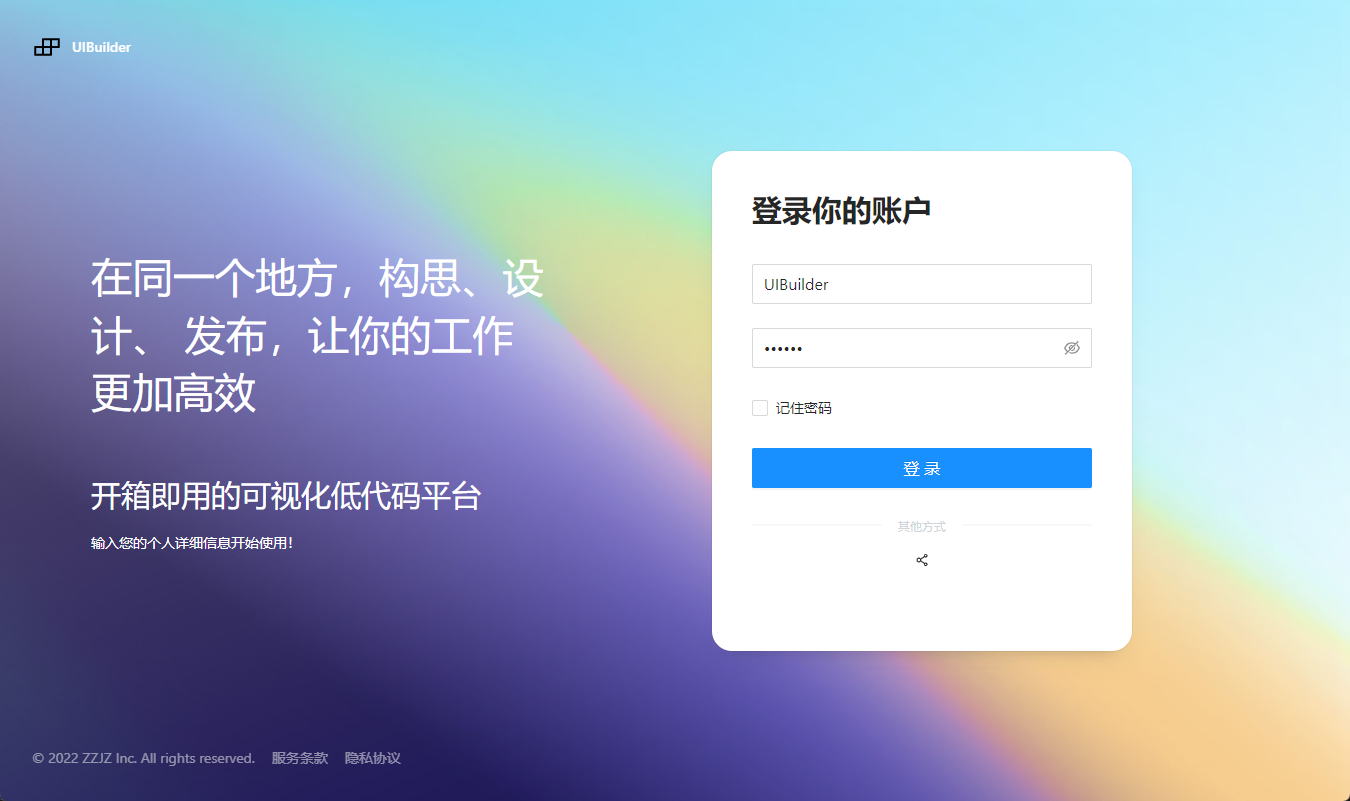 UIBuilder
在同一个地方，构思、设
计、 发布，让你的工作
更加高效
开箱即用的可视化低代码平台
输入您的个人详细信息开始使用！
登录你的账户
UIBuilder
••••••
记住密码
登 录
其他方式
© 2022 ZZJZ Inc. All rights reserved. 服务条款 隐私协议